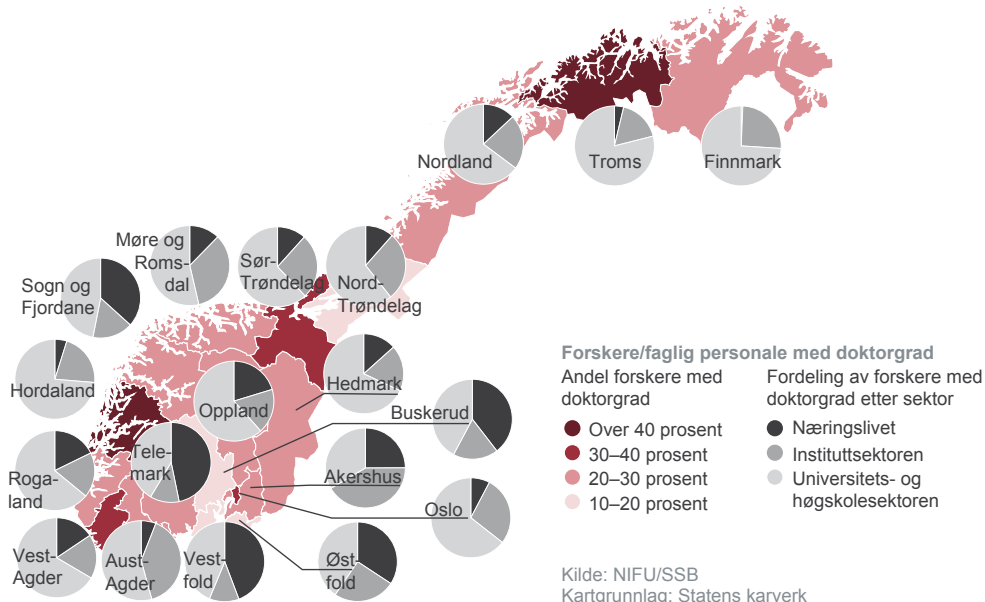 Nordland
Troms
Finnmark
Møre og
Roms-
dal
Sør-
Trøndelad
Nord-
Trøndelag
Sogn og
Fjordane
Hordaland
Oppland
Hedmark
Buskerud
Tele-
mark
Akershus
Roga-
land
Oslo
Vest-
Agder
Aust-
Agder
Vest-
fold
Øst-
fold
Forskere/faglig personale med doktorgrad
Andel forskere med
doktorgrad
Over 40 prosent
30–40 prosent
20–30 prosent
10–20 prosent
Fordeling av forskere med
doktorgrad etter sektor
Næringslivet
Instituttsektoren
Universitets- og
høgskolesektoren
Kilde: NIFU/SSB
Kartgrunnlag: Statens karverk